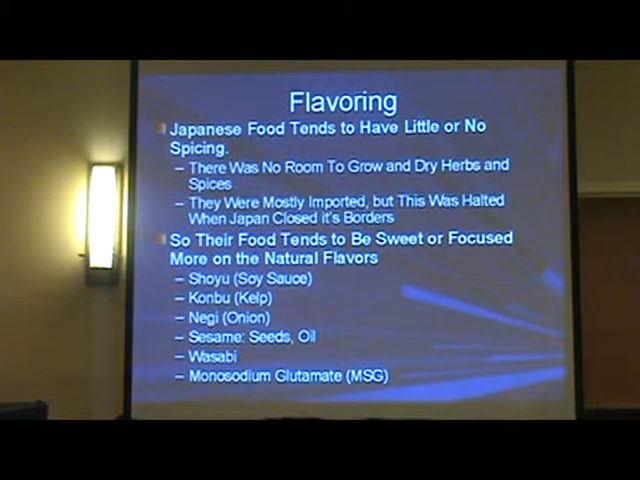 Flavoring
Japanese Food Tends to Have Little or No
Spicing.
– There Was No Room To Grow and Dry Herbs and
Spices
– They Were Mostly Imported, but This Was Halted
When Japan Closed it's Borders
So Their Food Tends to Be Sweet or Focused
More on the Natural Flavors
– Shoyu (Soy Sauce)
– Konbu (Kelp)
– Negi (Onion)
– Sesame: Seeds, Oil
– Wasabi
– Monosodium Glutamate (MSG)